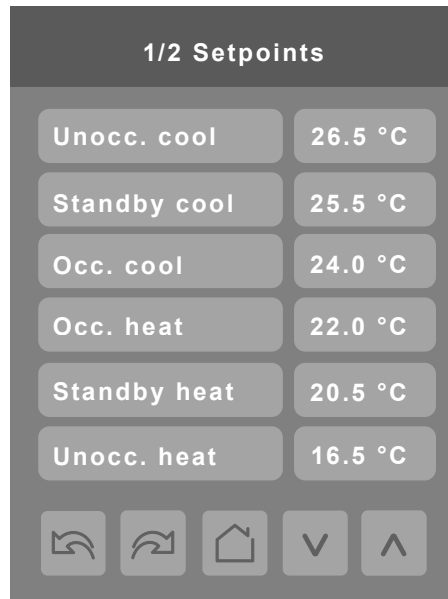 1/2 Setpoints
Unocc. cool 26.5 °C
Standby cool 25.5 °C
Occ. cool 24.0 °C
Occ. heat 22.0 °C
Standby heat 20.5 °C
Unocc. heat 16.5 °C